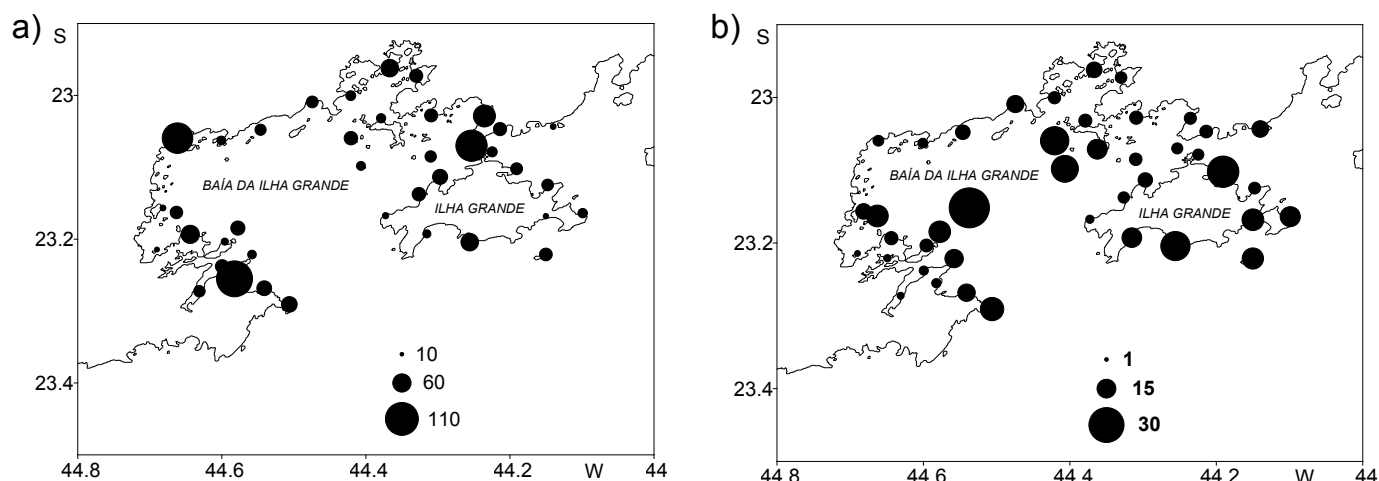 a)
S
23
BAÍA DA ILHA GRANDE
ILHA GRANDE
23.2
10
60
23.4
110
44.8
44.6
44.4
44.2
W
44
b)
S
23
BAÍA DA ILHA GRANDE
ILHA GRANDE
23.2
1
15
23.4
30
44.8
44.6
44.4
44.2
W
44